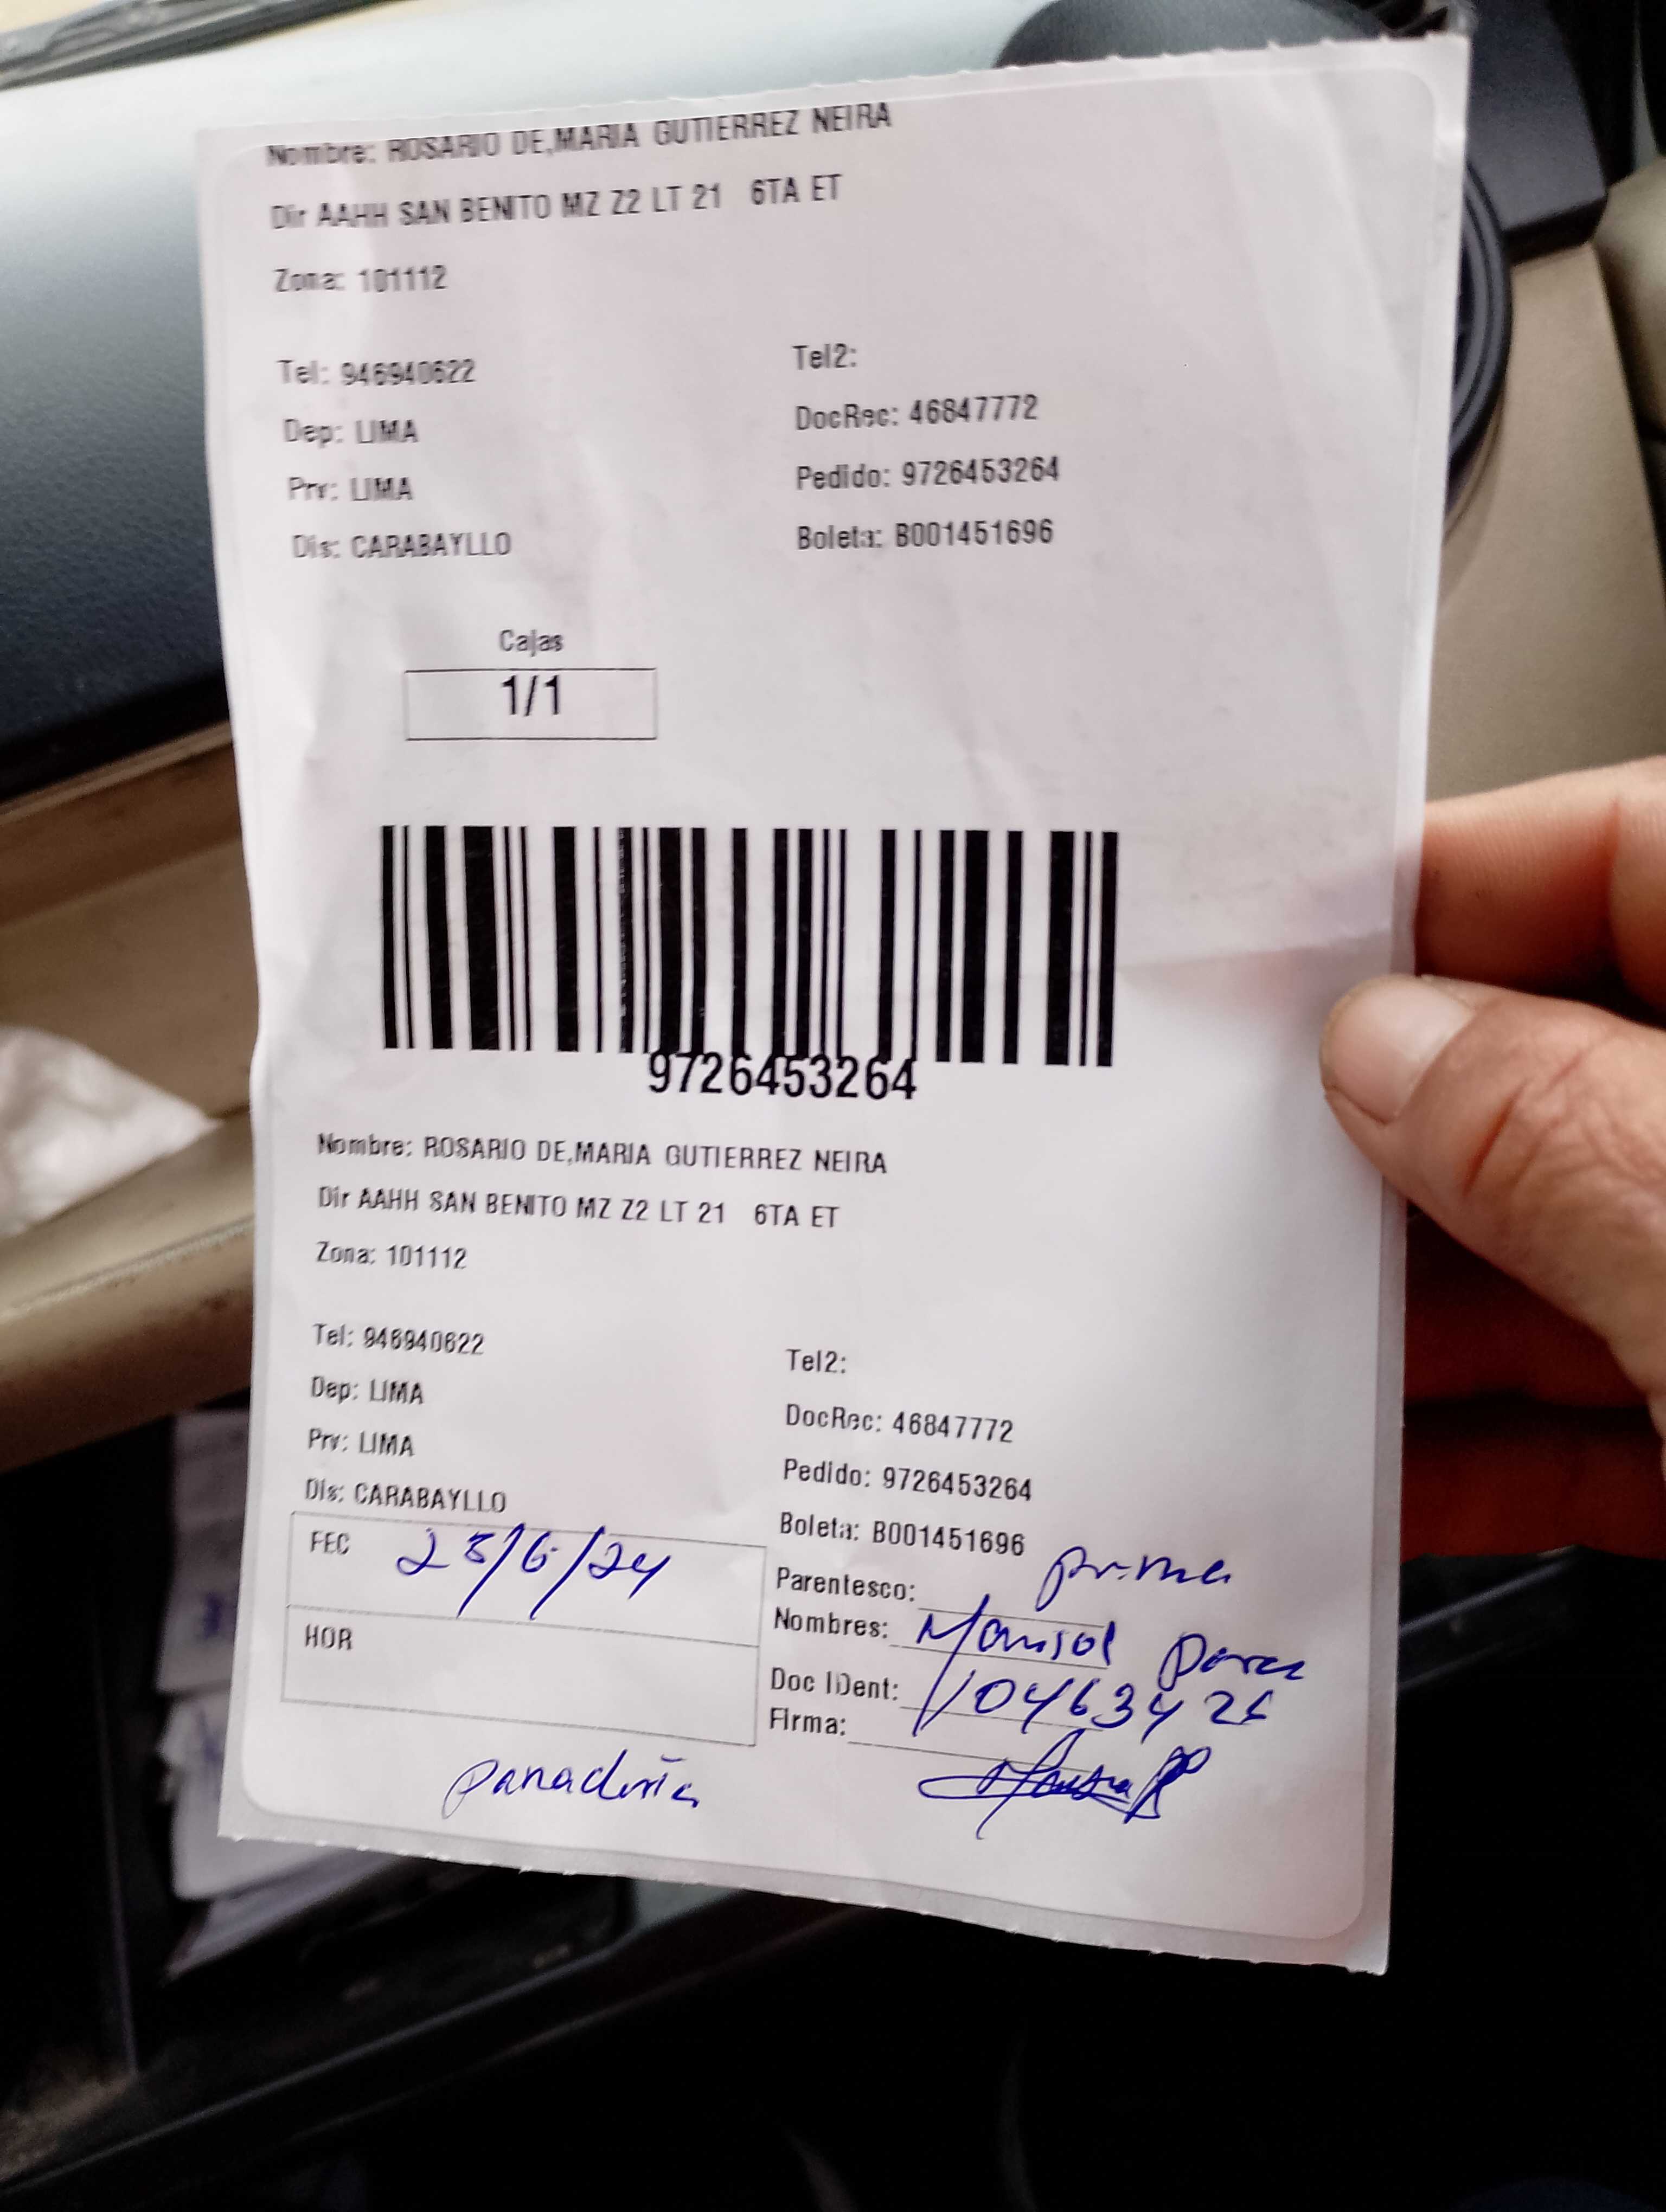 Nombre: ROSARIO DE,MARIA GUTIERREZ NEIRA
Dir AAHH SAN BENITO MZ Z2 LT 21 6TA ET
Zona: 101112
Tel: 946940622
Tel2:
Dep: LIMA
DocRec: 46847772
Prv: LIMA
Pedido: 9726453264
Dis: CARABAYLLO
Boleta: B001451696
Cajas
1/1
9726453264
Nombre: ROSARIO DE,MARIA GUTIERREZ NEIRA
Dir AAHH SAN BENITO MZ Z2 LT 21 6TA ET
Zona: 101112
Tel: 946940622
Tel2:
Dep: LIMA
DocRec: 46847772
Prv: LIMA
Pedido: 9726453264
Dis: CARABAYLLO
Boleta: B001451696
FEC
Parentesco: prima
Nombres: Marisol
HOR
Doc IDent:
Firma:
panadería